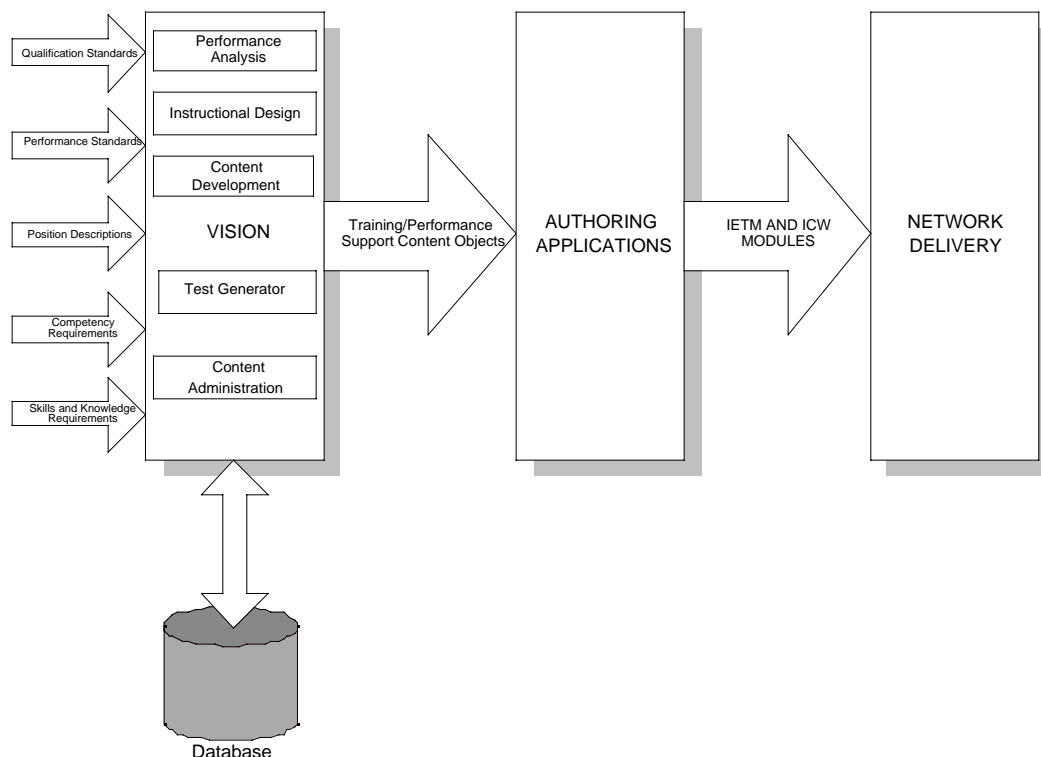 Qualification Standards
Performance Standards
Position Descriptions
Competency
Requirements
Skills and Knowledge
Requirements
Performance
Analysis
Instructional Design
Content
Development
VISION
Test Generator
Content
Administration
Training/Performance
Support Content Objects
AUTHORING
APPLICATIONS
IETM AND ICW
MODULES
NETWORK
DELIVERY
Database